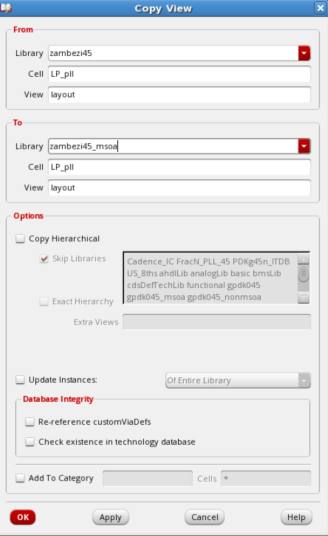 Copy View
From
Library zambezi45
Cell LP_pll
View layout
To
Library zambezi45_msoa
Cell LP_pll
View layout
Options
Copy Hierarchical
Skip Libraries
Cadence_IC FracN_PLL_45 PDKg45n_ITDB
US_8ths ahdlLib analogLib basic bmsLib
cdsDefTechLib functional gpdk045
gpdk045_msoa gpdk045_nonmsoa
Exact Hierarchy
Extra Views
Update Instances: Of Entire Library
Database Integrity
Re-reference customViaDefs
Check existence in technology database
Add To Category Cells *
OK Apply Cancel Help